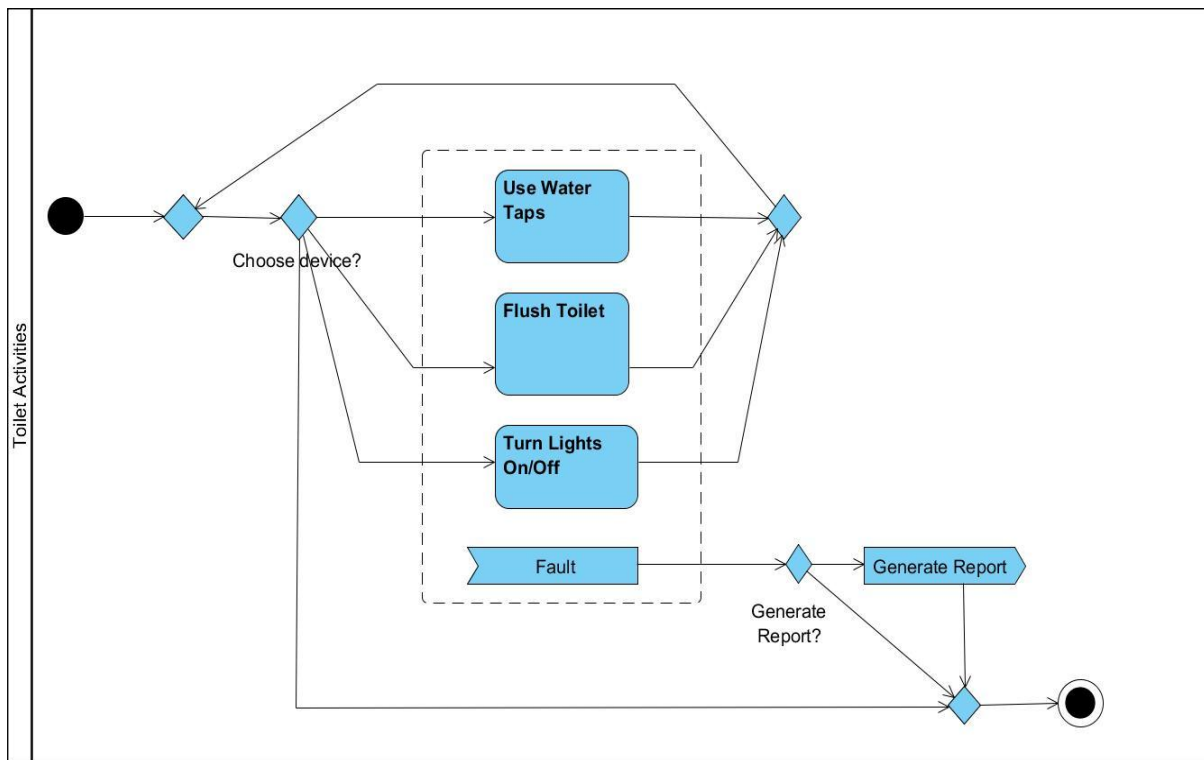 Toilet Activities
Use Water
Taps
Choose device?
Flush Toilet
Turn Lights
On/Off
Fault
Generate Report
Generate
Report?